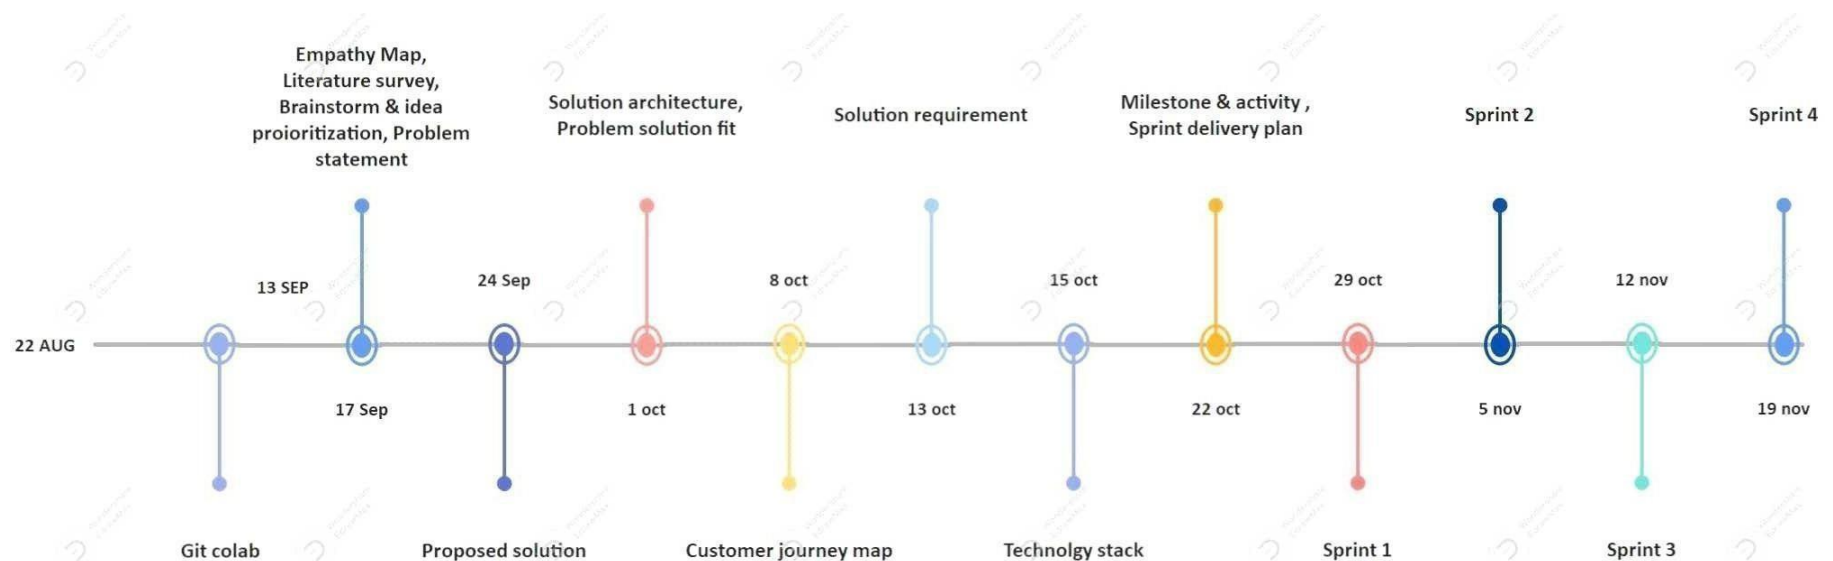 Empathy Map,
Literature survey,
Brainstorm & idea
proioritization, Problem
statement
Solution architecture,
Problem solution fit
Solution requirement
Milestone & activity ,
Sprint delivery plan
Sprint 2
Sprint 4
13 SEP
24 Sep
8 oct
15 oct
29 oct
12 nov
22 AUG
17 Sep
1 oct
13 oct
22 oct
5 nov
19 nov
Git colab
Proposed solution
Customer journey map
Technolgy stack
Sprint 1
Sprint 3